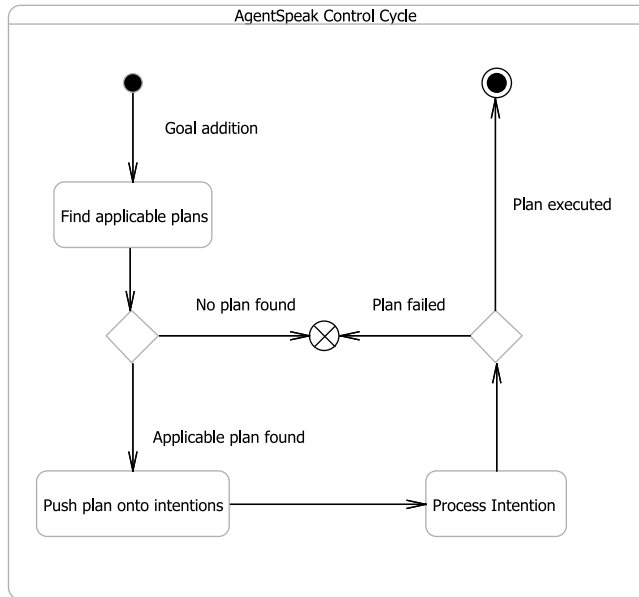 AgentSpeak Control Cycle
Goal addition
Find applicable plans
Plan executed
No plan found
Plan failed
Applicable plan found
Push plan onto intentions
Process Intention